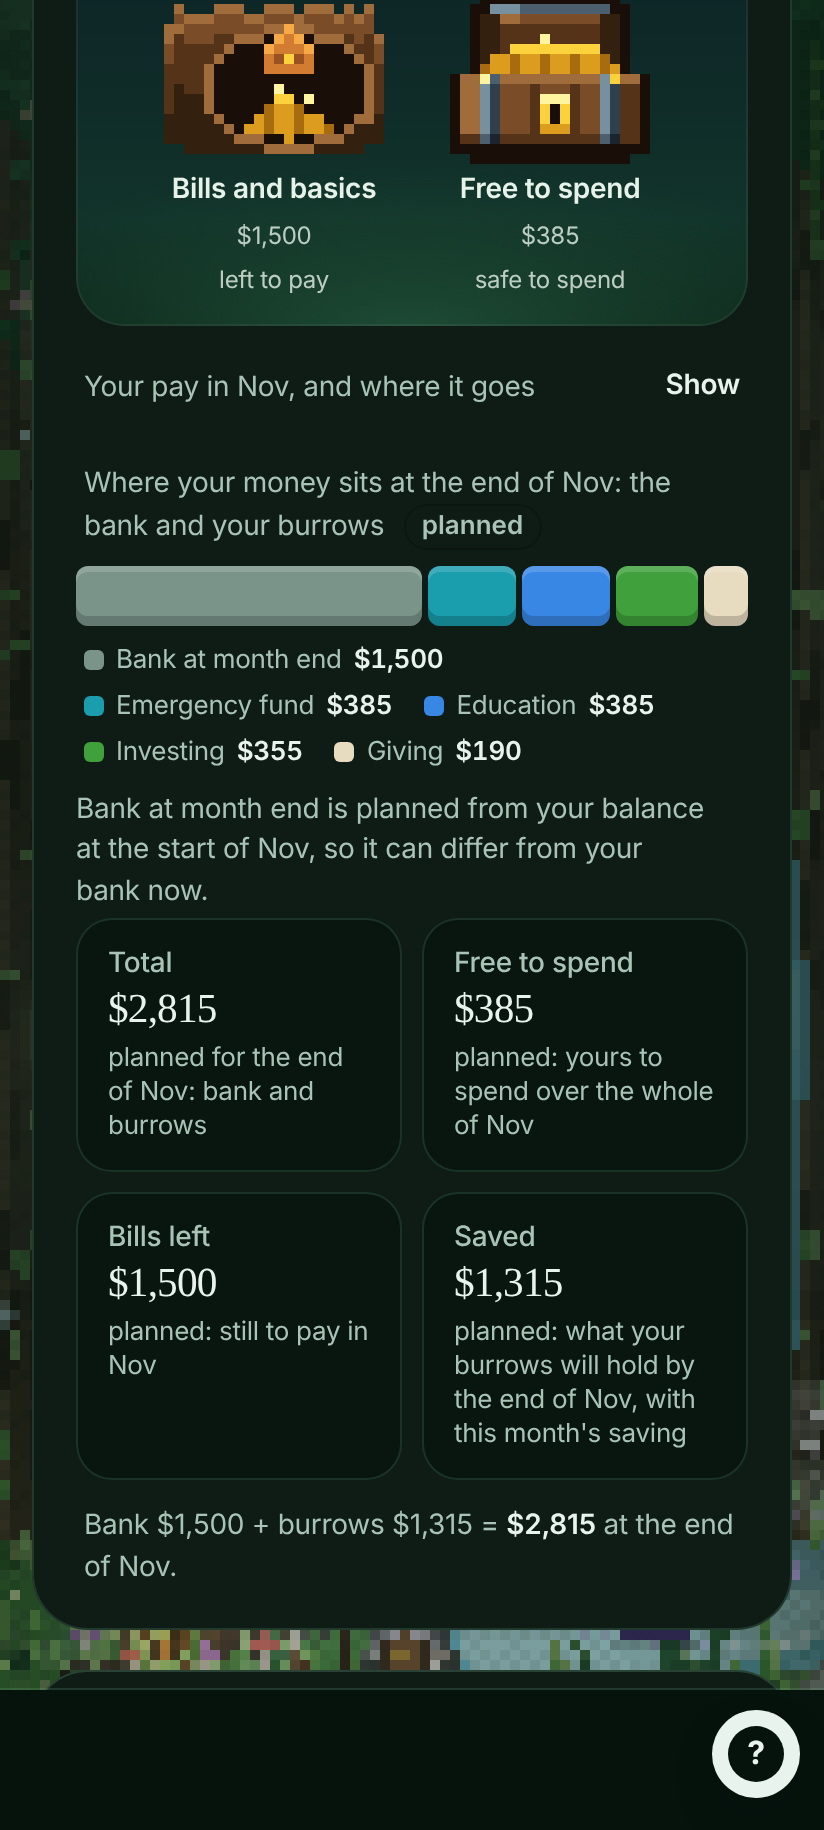 Bills and basics
$1,500
left to pay
Free to spend
$385
safe to spend
Your pay in Nov, and where it goes
Show
Where your money sits at the end of Nov: the
bank and your burrows planned
Bank at month end $1,500
Emergency fund $385 Education $385
Investing $355 Giving $190
Bank at month end is planned from your balance
at the start of Nov, so it can differ from your
bank now.
Total
$2,815
planned for the end
of Nov: bank and
burrows
Free to spend
$385
planned: yours to
spend over the whole
of Nov
Bills left
$1,500
planned: still to pay in
Nov
Saved
$1,315
planned: what your
burrows will hold by
the end of Nov, with
this month's saving
Bank $1,500 + burrows $1,315 = $2,815 at the end
of Nov.
?